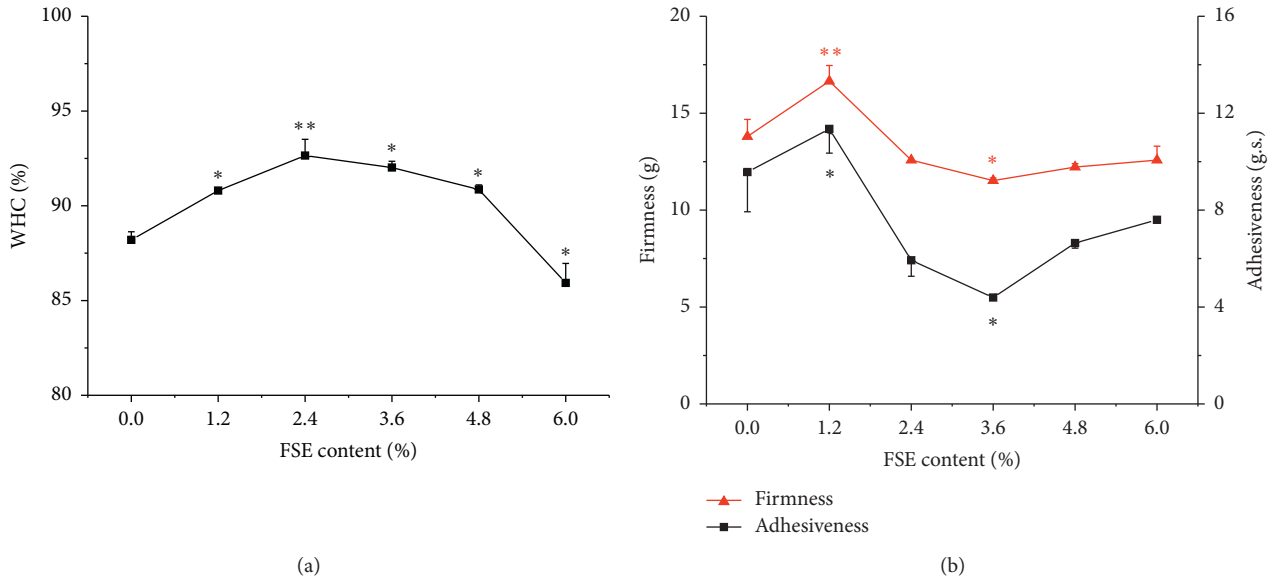 100
95
90
85
80
WHC (%)
*
**
*
*
*
0.0 1.2 2.4 3.6 4.8 6.0
FSE content (%)
(a)
20
15
10
5
0
Firmness (g)
16
12
8
4
0
Adhesiveness (g.s.)
**
*
*
*
0.0 1.2 2.4 3.6 4.8 6.0
FSE content (%)
Firmness
Adhesiveness
(b)